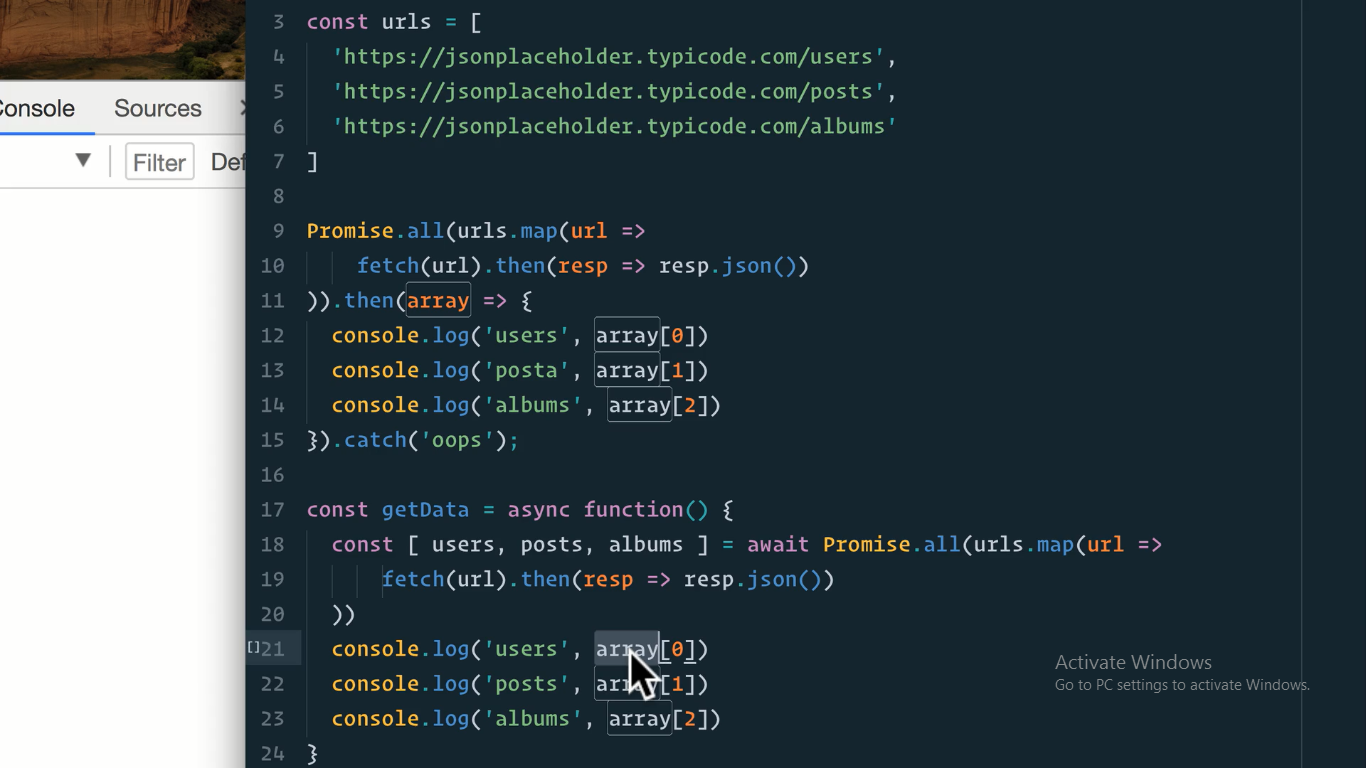 Console Sources
Filter Def
3 const urls = [
4 'https://jsonplaceholder.typicode.com/users',
5 'https://jsonplaceholder.typicode.com/posts',
6 'https://jsonplaceholder.typicode.com/albums'
7 ]
8
9 Promise.all(urls.map(url =>
10 fetch(url).then(resp => resp.json())
11 )).then(array => {
12 console.log('users', array[0])
13 console.log('posta', array[1])
14 console.log('albums', array[2])
15 }).catch('oops');
16
17 const getData = async function() {
18 const [ users, posts, albums ] = await Promise.all(urls.map(url =>
19 fetch(url).then(resp => resp.json())
20 ))
21 console.log('users', array[0])
22 console.log('posts', array[1])
23 console.log('albums', array[2])
24 }
Activate Windows
Go to PC settings to activate Windows.